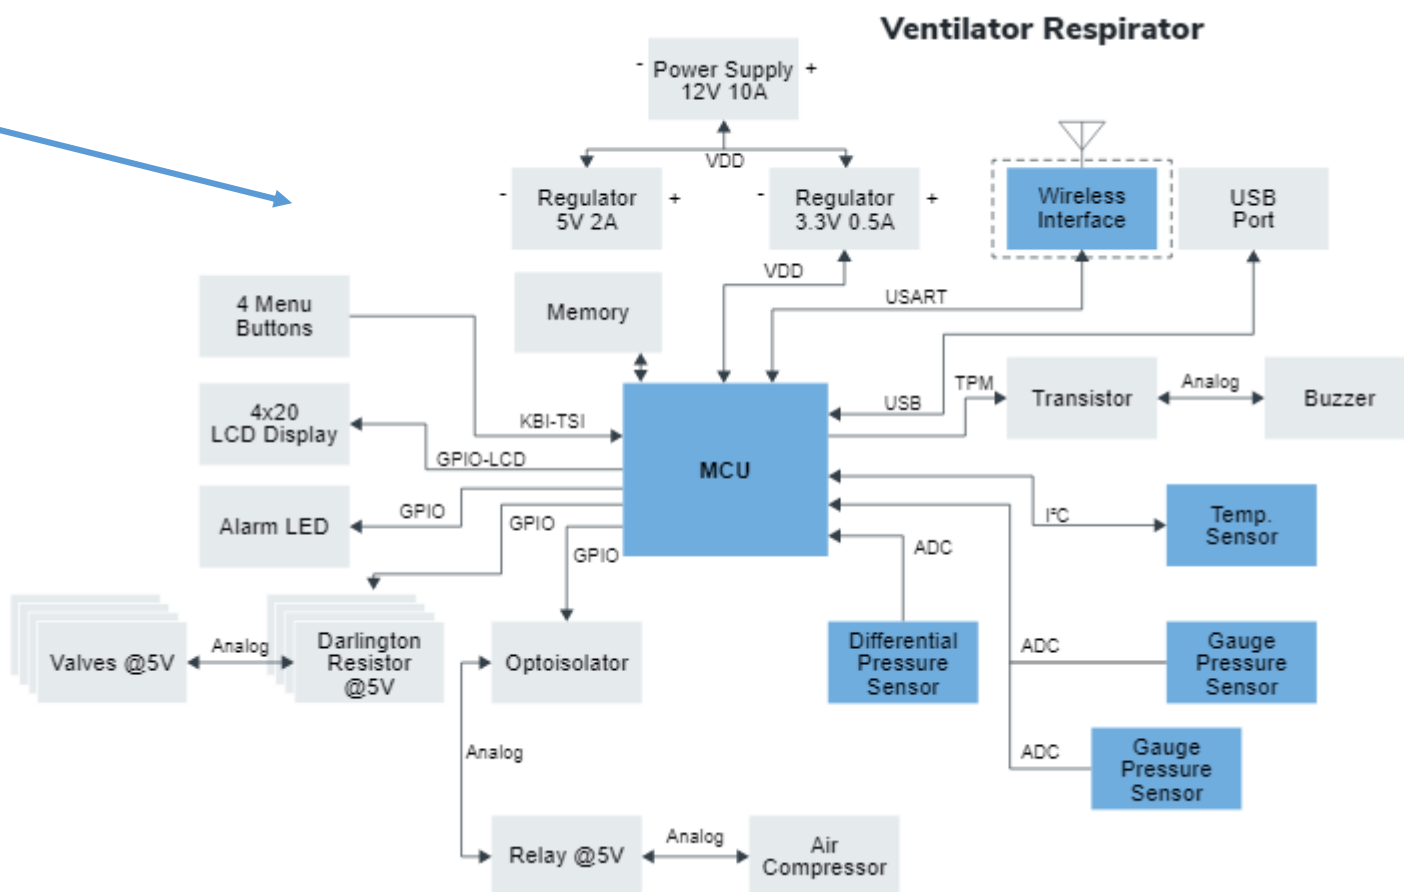 Ventilator Respirator
- Power Supply +
12V 10A
VDD
- Regulator +
5V 2A
- Regulator +
3.3V 0.5A
Wireless
Interface
USB
Port
VDD
USART
4 Menu
Buttons
Memory
4x20
LCD Display
KBI-TSI
GPIO-LCD
USB
TPM
Transistor
Analog
Buzzer
MCU
Alarm LED
GPIO
GPIO
GPIO
I²C
Temp.
Sensor
ADC
Valves @5V
Analog
Darlington
Resistor
@5V
Optoisolator
Differential
Pressure
Sensor
ADC
Gauge
Pressure
Sensor
Analog
ADC
Gauge
Pressure
Sensor
Relay @5V
Analog
Air
Compressor